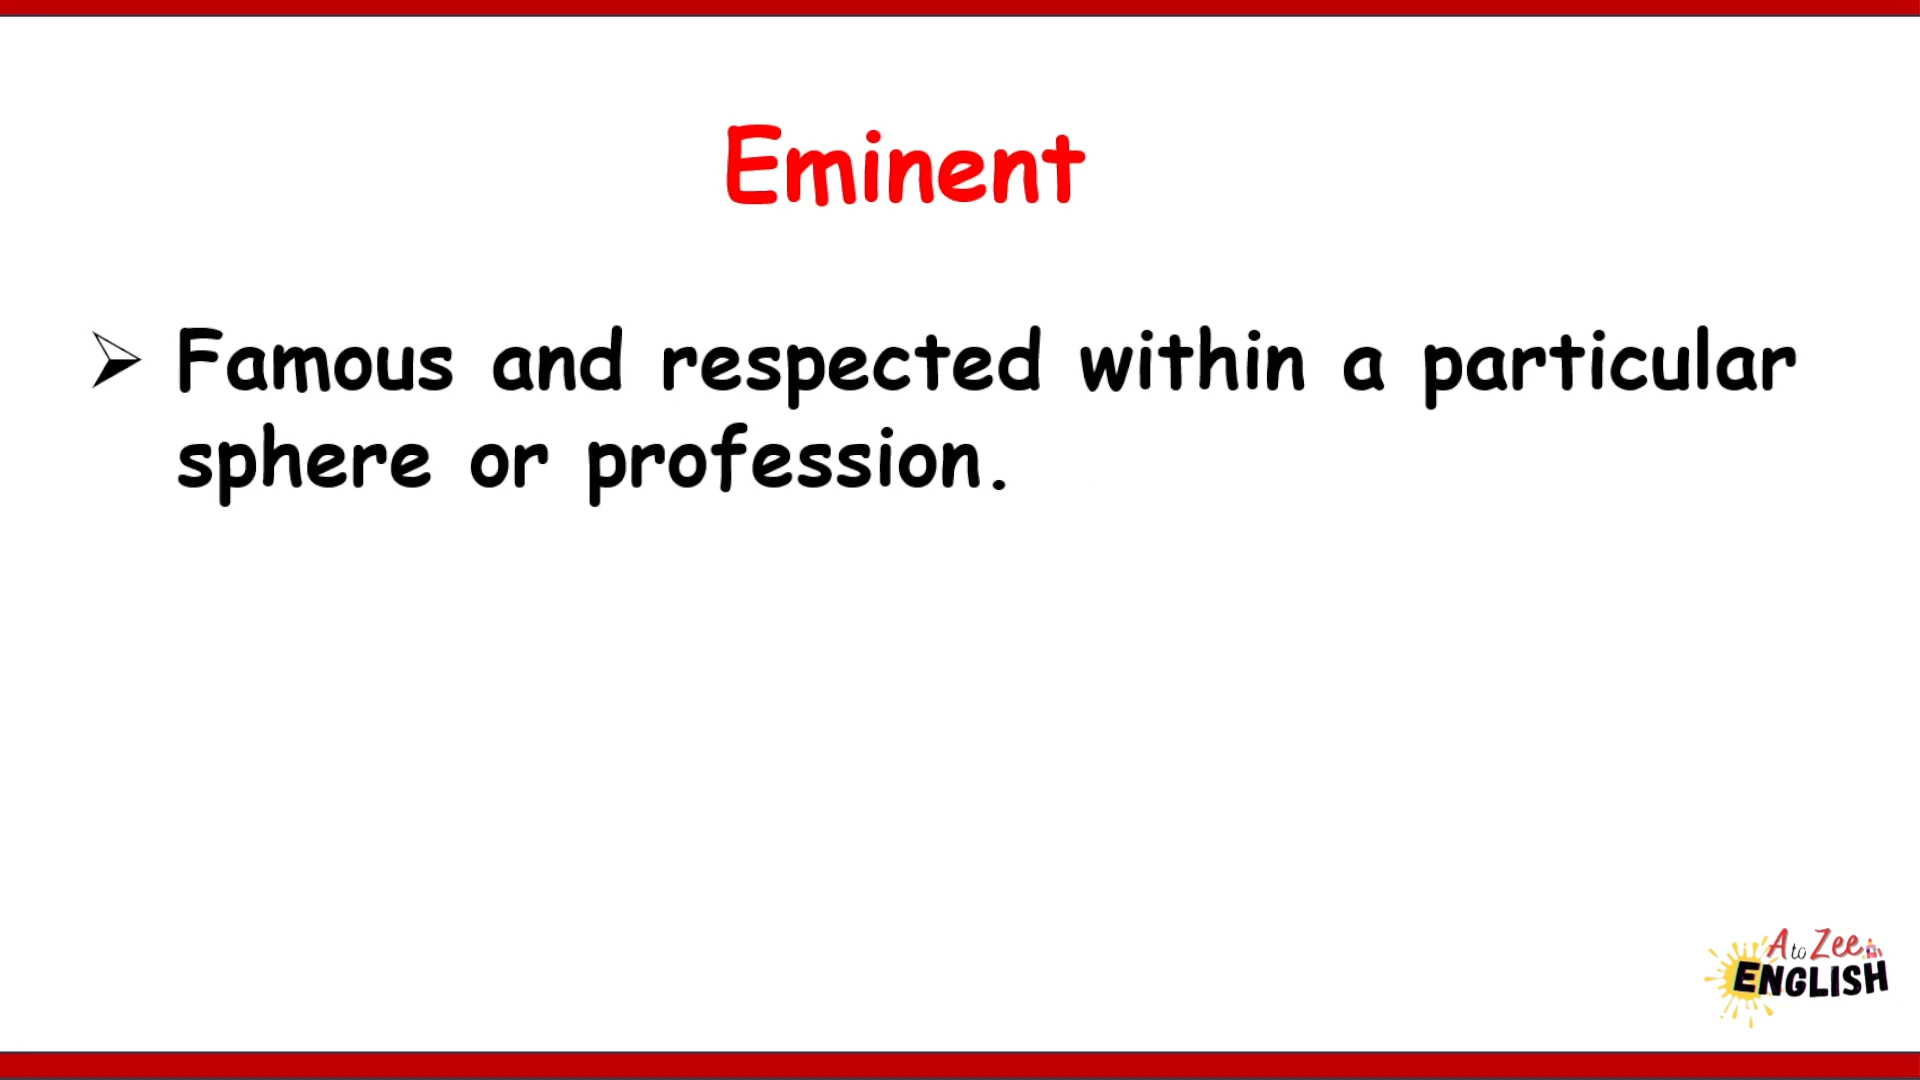 Eminent
➢ Famous and respected within a particular
sphere or profession.
A to Zee
ENGLISH